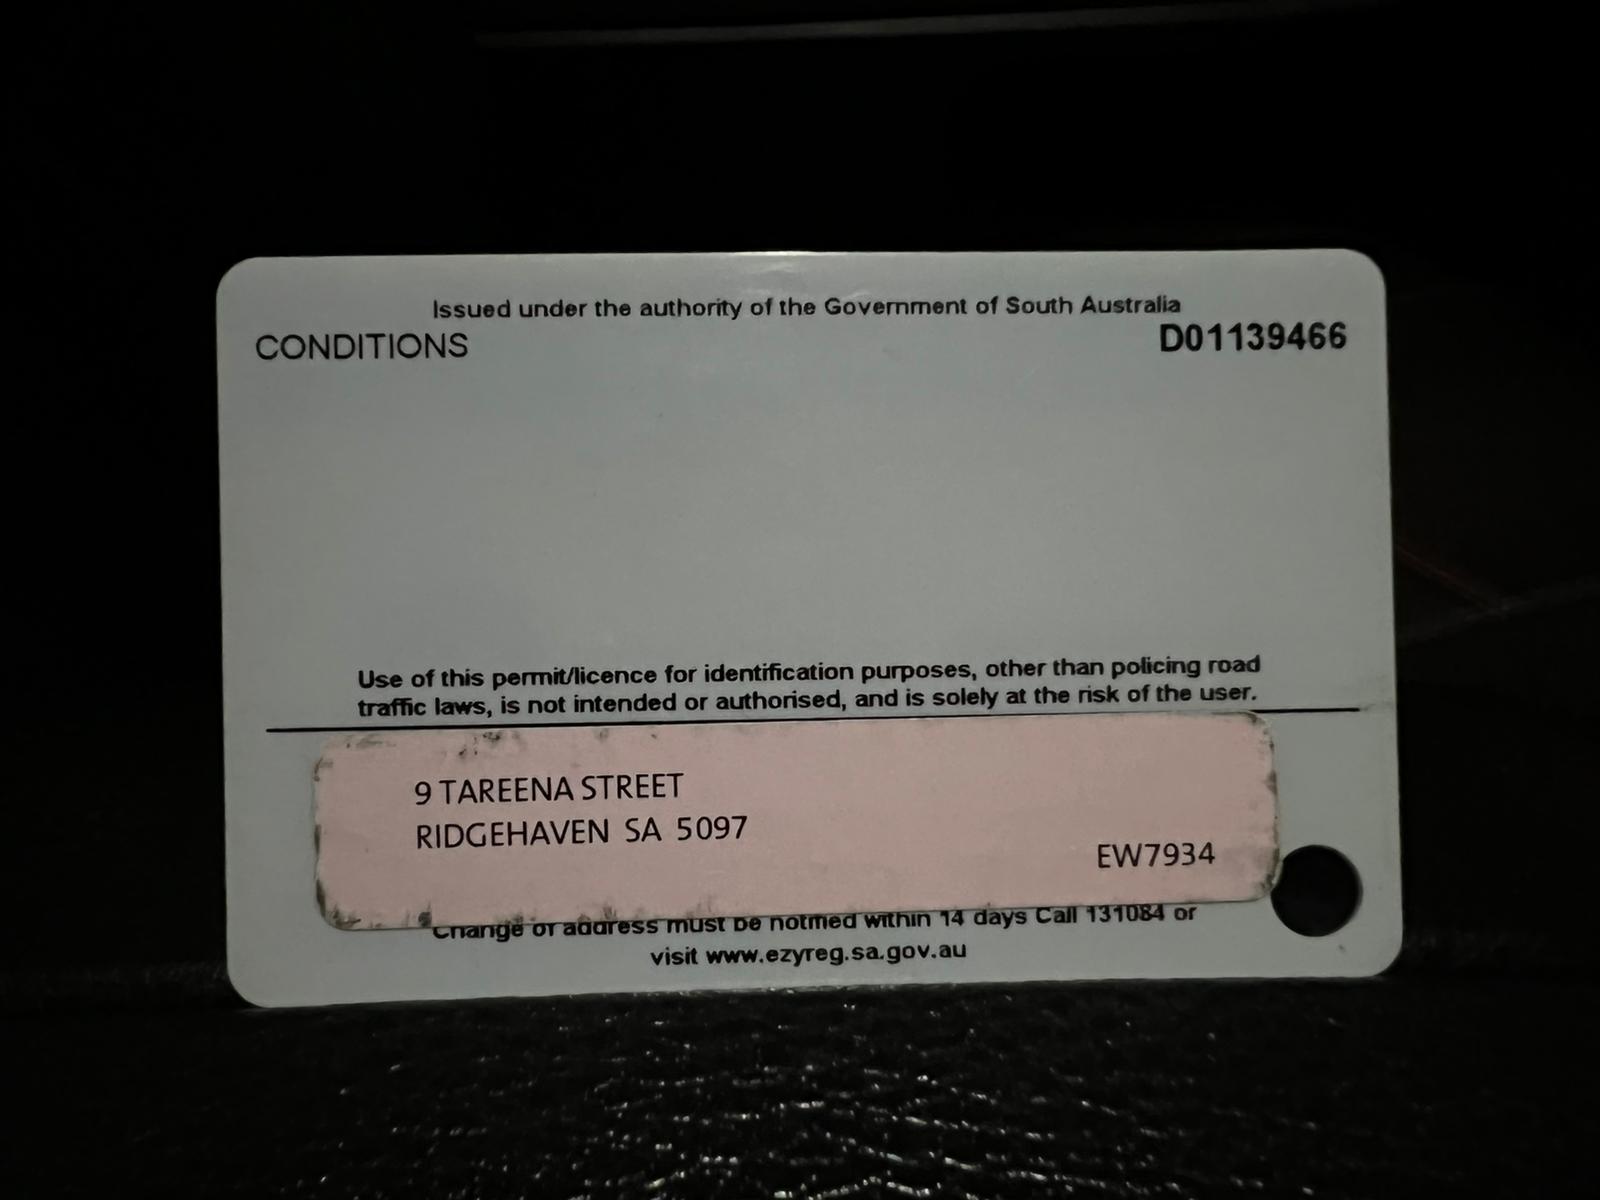 Issued under the authority of the Government of South Australia
CONDITIONS
D01139466
Use of this permit/licence for identification purposes, other than policing road
traffic laws, is not intended or authorised, and is solely at the risk of the user.
9 TAREENA STREET
RIDGEHAVEN SA 5097
EW7934
Change of address must be notified within 14 days Call 131084 or
visit www.ezyreg.sa.gov.au